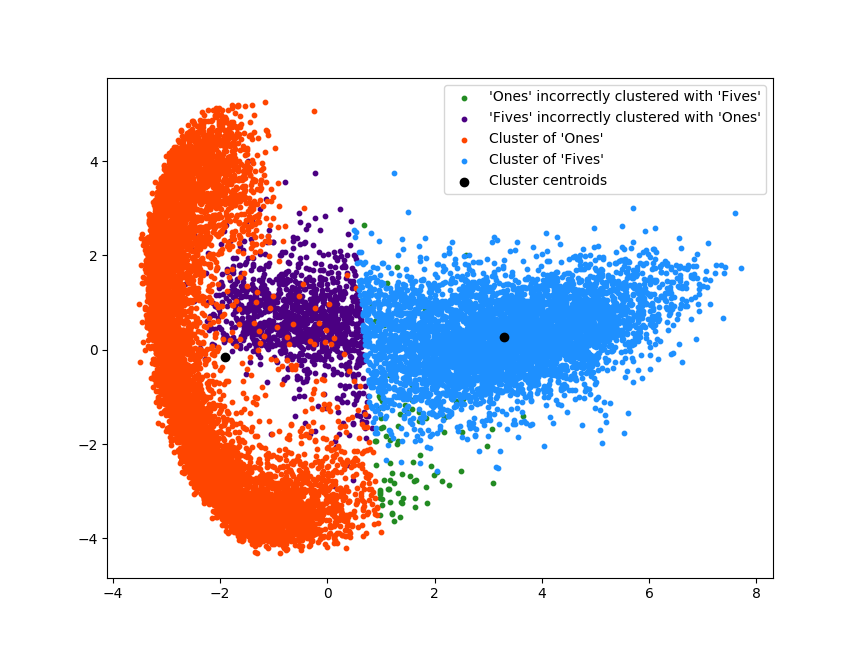 'Ones' incorrectly clustered with 'Fives'
'Fives' incorrectly clustered with 'Ones'
Cluster of 'Ones'
Cluster of 'Fives'
Cluster centroids
4
2
0
−2
−4
−4 −2 0 2 4 6 8